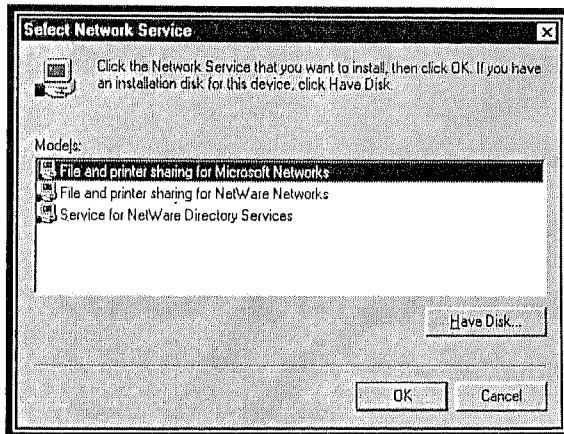 Select Network Service
Click the Network Service that you want to install, then click OK. If you have
an installation disk for this device, click Have Disk.
Models:
File and printer sharing for Microsoft Networks
File and printer sharing for NetWare Networks
Service for NetWare Directory Services
Have Disk...
OK
Cancel